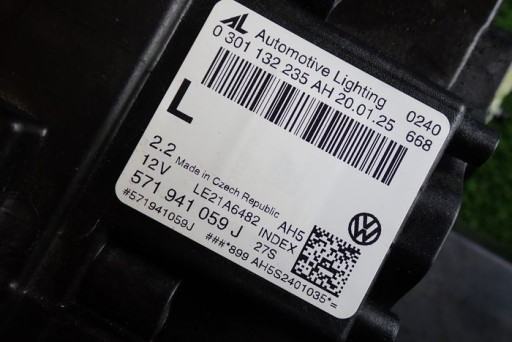 AL Automotive Lighting
0 301 132 235 AH 20.01.25 0240
668
L
2.2 Made in Czech Republic
12V LE21A6482 AH5
571 941 059 J INDEX
27S
#571941059J ###*899 AH5S2401035*=
VW